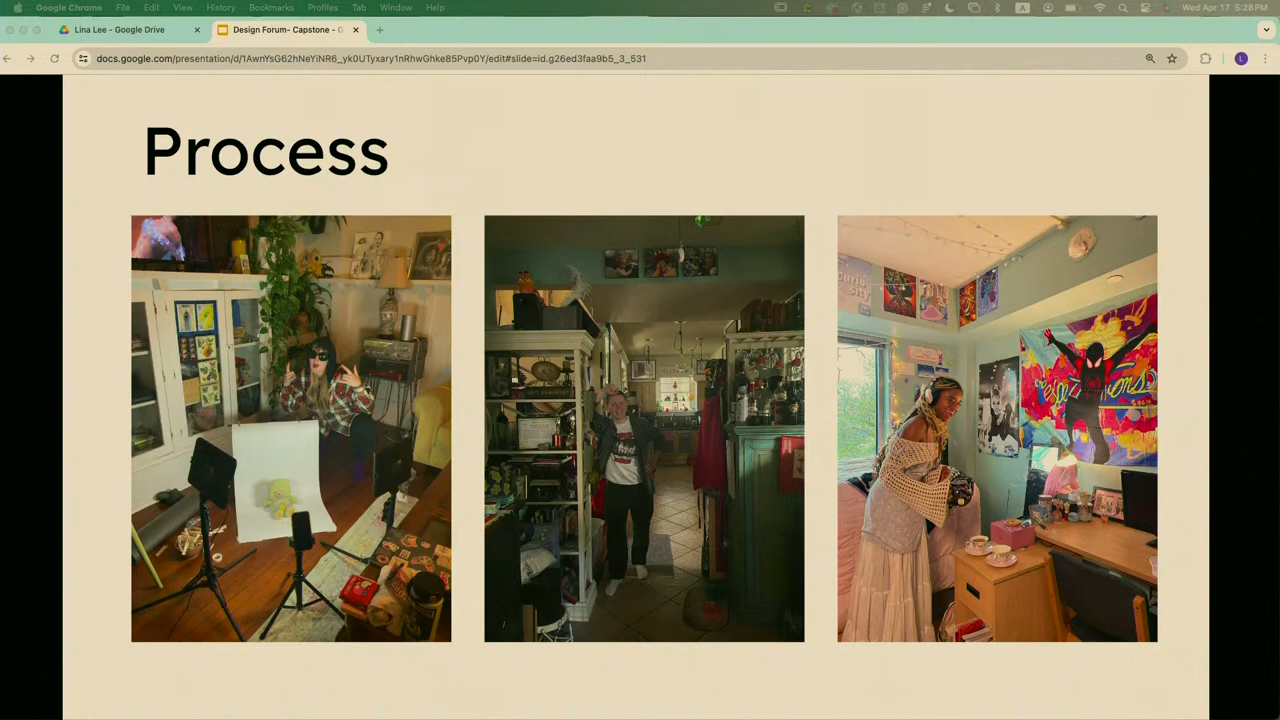 Google Chrome File Edit View History Bookmarks Profiles Tab Window Help A Wed Apr 17 5:28 PM
Lina Lee - Google Drive Design Forum- Capstone - G
docs.google.com/presentation/d/1AwnYsG62hNeYiNR6_yk0UTyxary1nRhwGhke85Pvp0Y/edit#slide=id.g26ed3faa9b5_3_531
L
Process